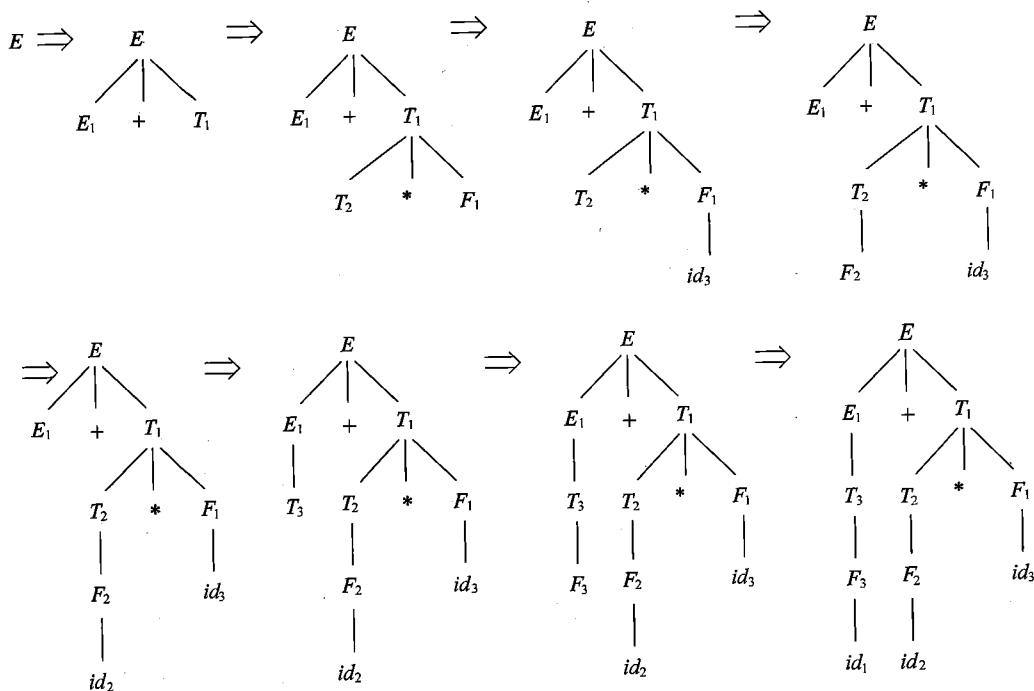 E ⇒ E ⇒ E ⇒ E ⇒ E
E₁ + T₁ E₁ + T₁ E₁ + T₁ E₁ + T₁
T₂ * F₁ T₂ * F₁ T₂ * F₁
id₃ F₂ id₃
⇒ E ⇒ E ⇒ E ⇒ E
E₁ + T₁ E₁ + T₁ E₁ + T₁ E₁ + T₁
T₂ * F₁ T₃ T₂ * F₁ T₃ T₂ * F₁ T₃ T₂ * F₁
F₂ id₃ F₂ id₃ F₃ F₂ id₃ F₃ F₂ id₃
id₂ id₂ id₂ id₁ id₂